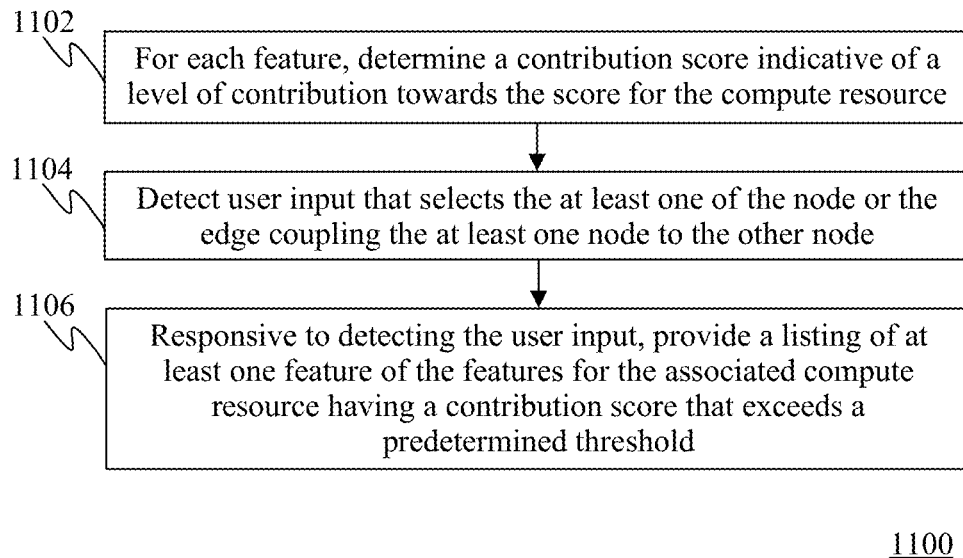 1102
For each feature, determine a contribution score indicative of a
level of contribution towards the score for the compute resource
1104
Detect user input that selects the at least one of the node or the
edge coupling the at least one node to the other node
1106
Responsive to detecting the user input, provide a listing of at
least one feature of the features for the associated compute
resource having a contribution score that exceeds a
predetermined threshold
1100